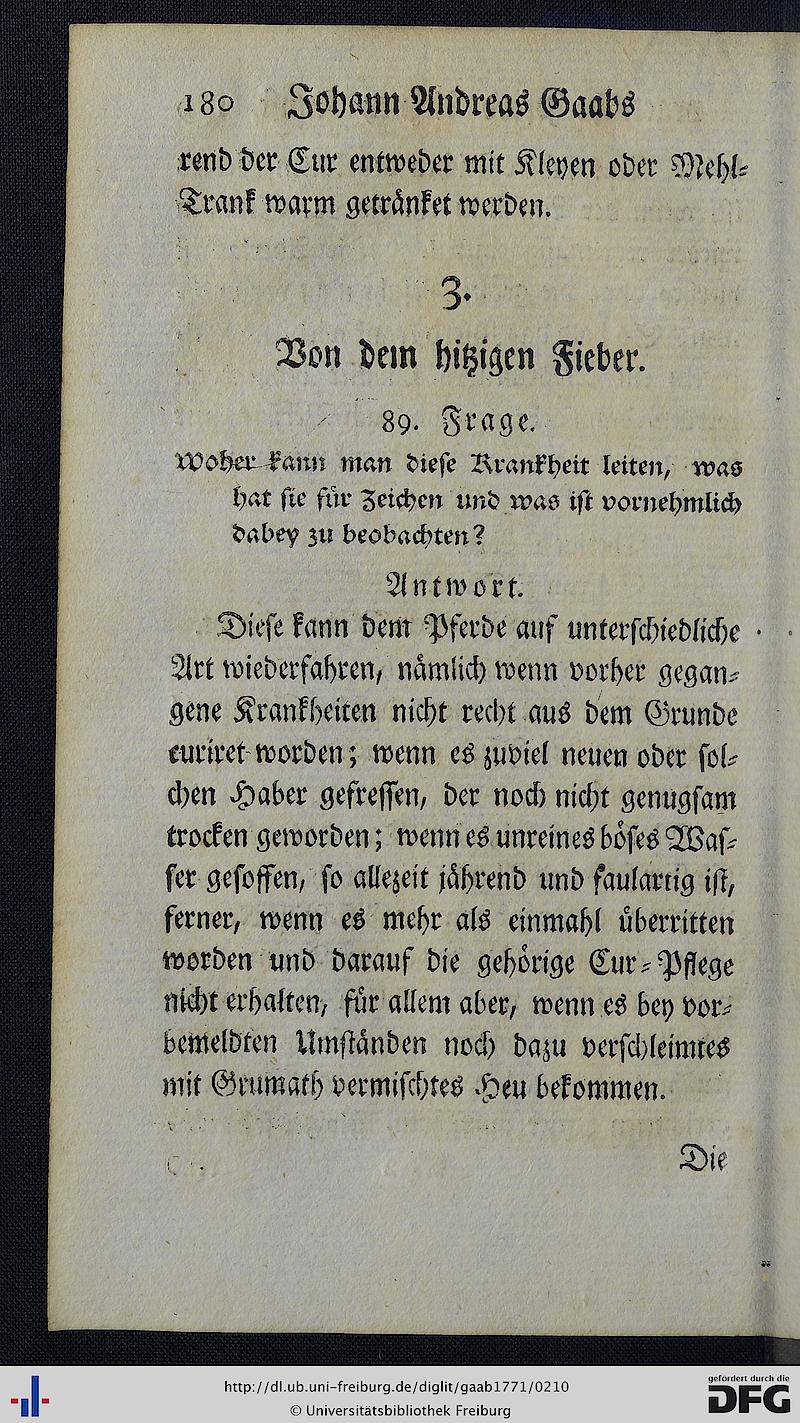 180 Johann Andreas Gaabs
rend der Cur entweder mit Kleyen oder Mehl-
Trank warm getränket werden.
3.
Von dem hitzigen Fieber.
89. Frage.
Woher kann man diese Krankheit leiten, was
hat sie für Zeichen und was ist vornehmlich
dabey zu beobachten?
Antwort.
Diese kann dem Pferde auf unterschiedliche
Art wiederfahren, nämlich wenn vorher gegan-
gene Krankheiten nicht recht aus dem Grunde
curiret worden; wenn es zuviel neuen oder sol-
chen Haber gefressen, der noch nicht genugsam
trocken geworden; wenn es unreines böses Was-
ser gesoffen, so allezeit jährend und faulartig ist,
ferner, wenn es mehr als einmahl überritten
worden und darauf die gehörige Cur-Pflege
nicht erhalten, für allem aber, wenn es bey vor-
bemeldten Umständen noch dazu verschleimtes
mit Grumath vermischtes Heu bekommen.
Die
http://dl.ub.uni-freiburg.de/diglit/gaab1771/0210
© Universitätsbibliothek Freiburg
gefördert durch die
DFG